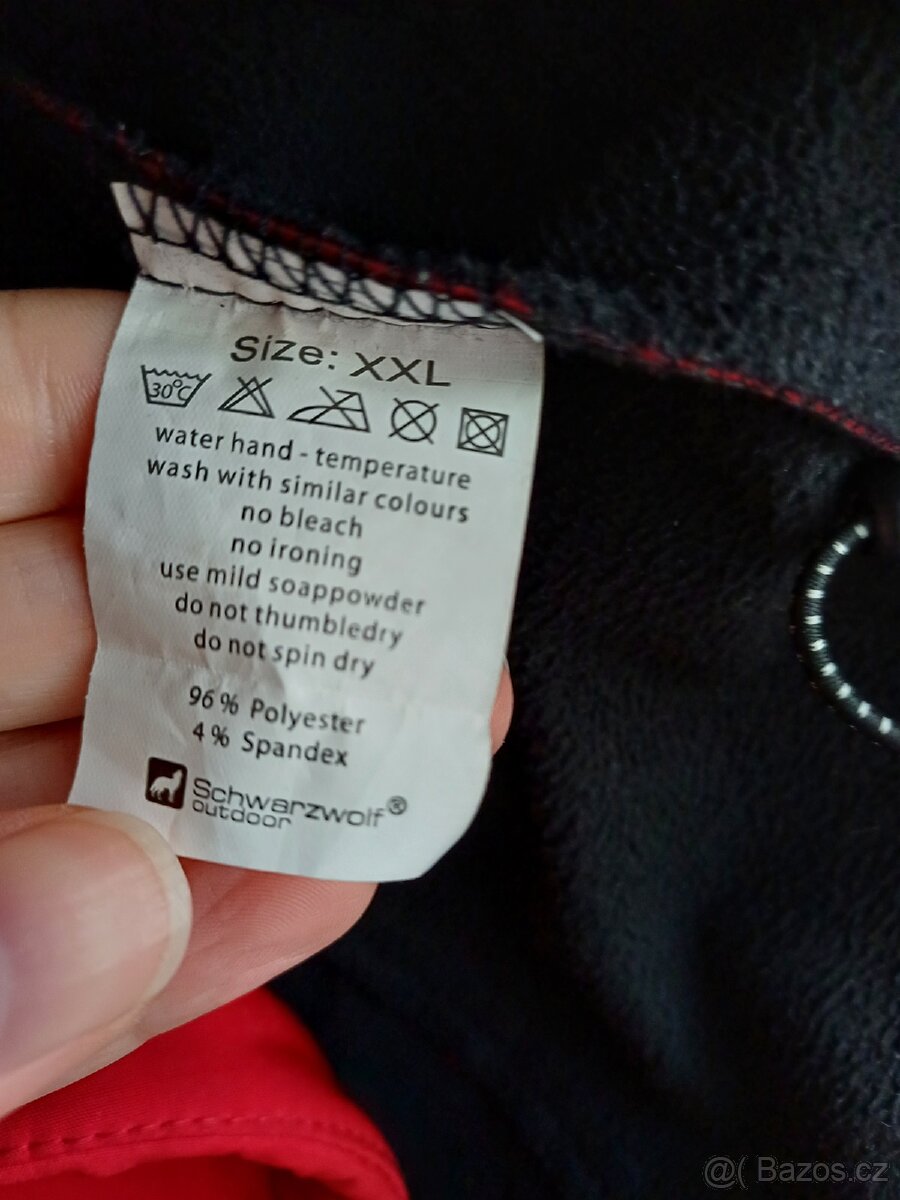 Size: XXL
30°C
water hand - temperature
wash with similar colours
no bleach
no ironing
use mild soappowder
do not thumbledry
do not spin dry
96 % Polyester
4 % Spandex
Schwarzwolf®
outdoor
@( Bazos.cz